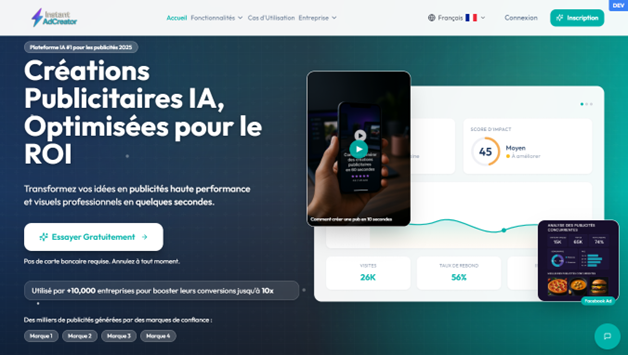 DEV
Instant
AdCreator
Accueil
Fonctionnalités
Cas d'Utilisation
Entreprise
Français
Connexion
Inscription
Plateforme IA #1 pour les publicités 2025
Créations
Publicitaires IA,
Optimisées pour le
ROI
Transformez vos idées en publicités haute performance
et visuels professionnels en quelques secondes.
Essayer Gratuitement
Pas de carte bancaire requise. Annulez à tout moment.
Utilisé par +10,000 entreprises pour booster leurs conversions jusqu'à 10x
Des milliers de publicités générées par des marques de confiance :
Marque 1
Marque 2
Marque 3
Marque 4
Comment créer une pub en 10 secondes
SCORE D'IMPACT
45
Moyen
À améliorer
VISITES
26K
TAUX DE REBOND
56%
ANALYSE DES PUBLICITÉS
CONCURRENTES
Facebook Ad